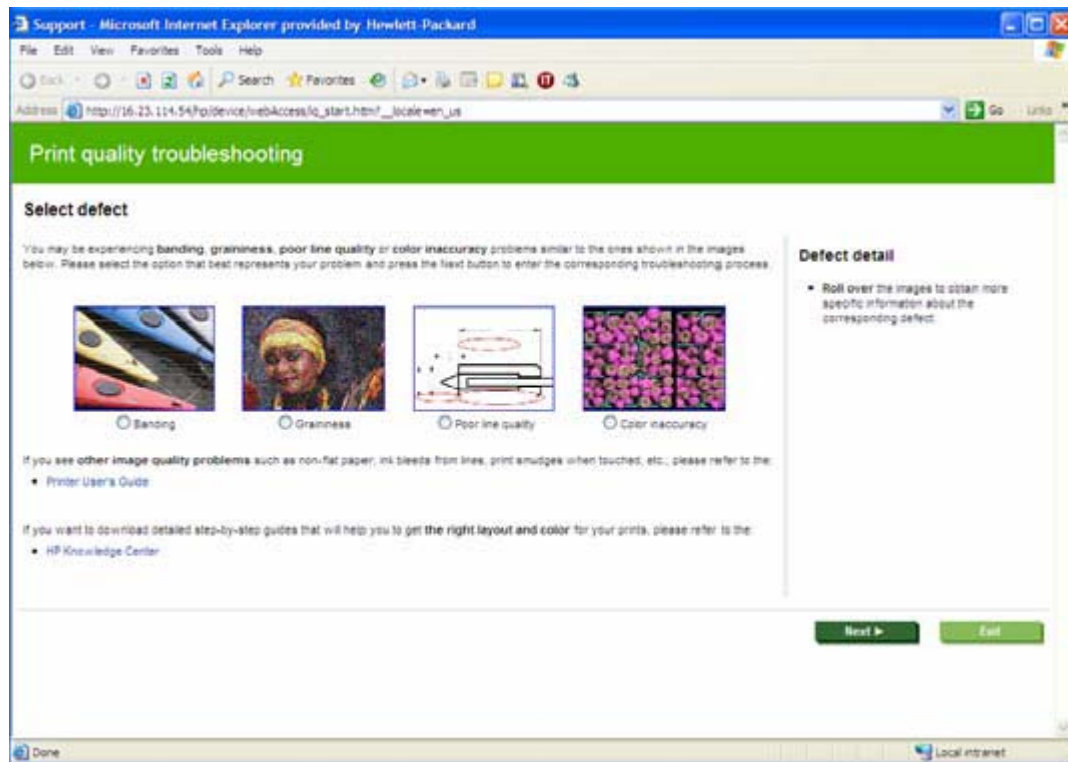 Support - Microsoft Internet Explorer provided by Hewlett-Packard
File Edit View Favorites Tools Help
Back Search Favorites
Address http://16.23.114.54/hp/device/webAccess/iq_start.htm?__locale=en_us Go Links
Print quality troubleshooting
Select defect
You may be experiencing banding, graininess, poor line quality or color inaccuracy problems similar to the ones shown in the images
below. Please select the option that best represents your problem and press the Next button to enter the corresponding troubleshooting process.
Defect detail
• Roll over the images to obtain more
specific information about the
corresponding defect.
Banding Graininess Poor line quality Color inaccuracy
If you see other image quality problems such as non-flat paper, ink bleeds from lines, print smudges when touched, etc., please refer to the:
• Printer User's Guide
If you want to download detailed step-by-step guides that will help you to get the right layout and color for your prints, please refer to the:
• HP Knowledge Center
Next Exit
Done Local intranet